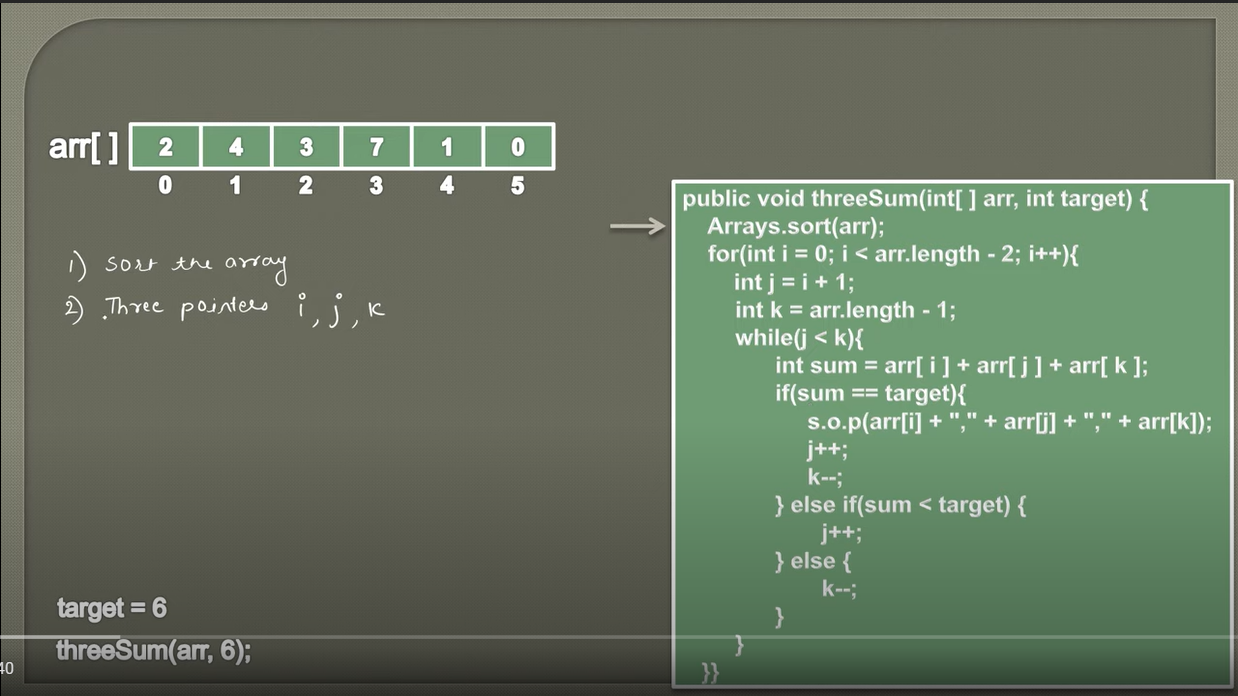 arr[ ] 2 4 3 7 1 0
0 1 2 3 4 5
1) Sort the array
2) Three pointers i, j, k
target = 6
threeSum(arr, 6);
40
public void threeSum(int[ ] arr, int target) {
Arrays.sort(arr);
for(int i = 0; i < arr.length - 2; i++){
int j = i + 1;
int k = arr.length - 1;
while(j < k){
int sum = arr[ i ] + arr[ j ] + arr[ k ];
if(sum == target){
s.o.p(arr[i] + "," + arr[j] + "," + arr[k]);
j++;
k--;
} else if(sum < target) {
j++;
} else {
k--;
}
}
}}